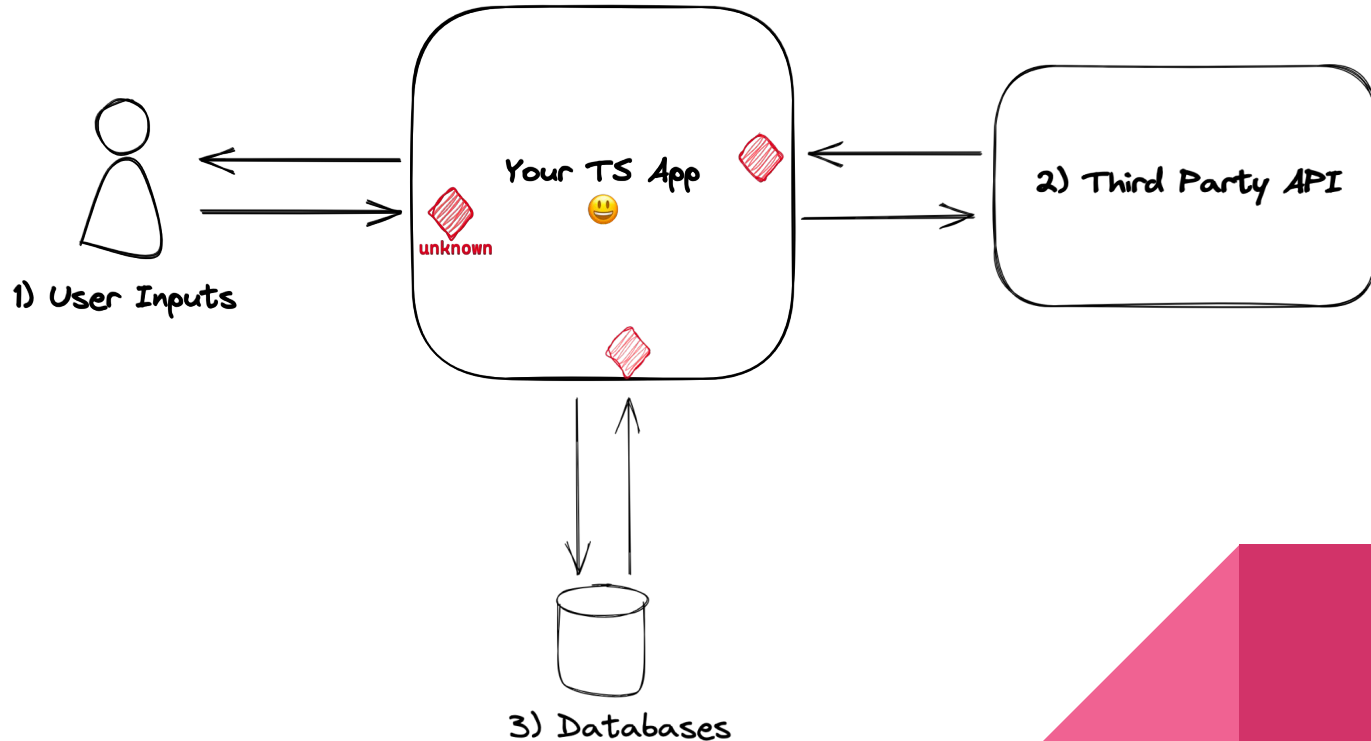 Your TS App
2) Third Party API
unknown
1) User Inputs
3) Databases